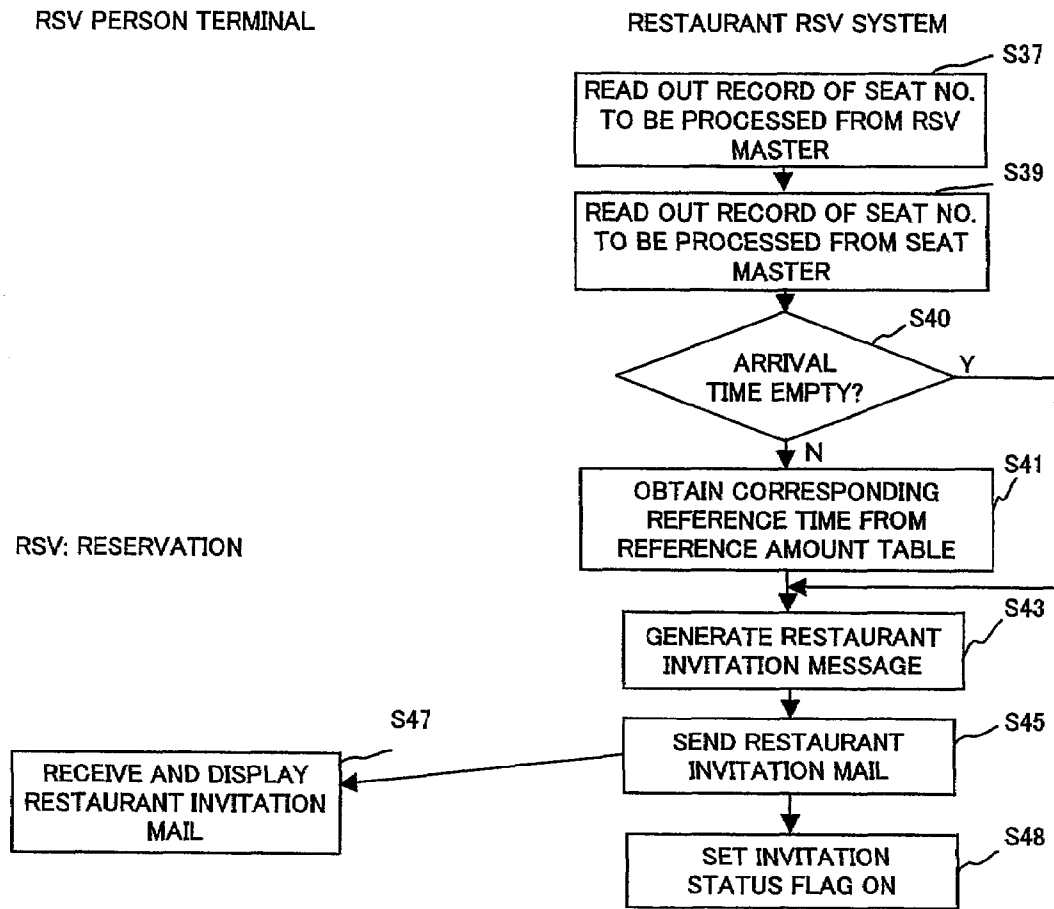 RSV PERSON TERMINAL
RESTAURANT RSV SYSTEM
S37
READ OUT RECORD OF SEAT NO.
TO BE PROCESSED FROM RSV
MASTER
S39
READ OUT RECORD OF SEAT NO.
TO BE PROCESSED FROM SEAT
MASTER
S40
ARRIVAL
TIME EMPTY?
Y
N
S41
OBTAIN CORRESPONDING
REFERENCE TIME FROM
REFERENCE AMOUNT TABLE
RSV: RESERVATION
S43
GENERATE RESTAURANT
INVITATION MESSAGE
S45
SEND RESTAURANT
INVITATION MAIL
S47
RECEIVE AND DISPLAY
RESTAURANT INVITATION
MAIL
S48
SET INVITATION
STATUS FLAG ON